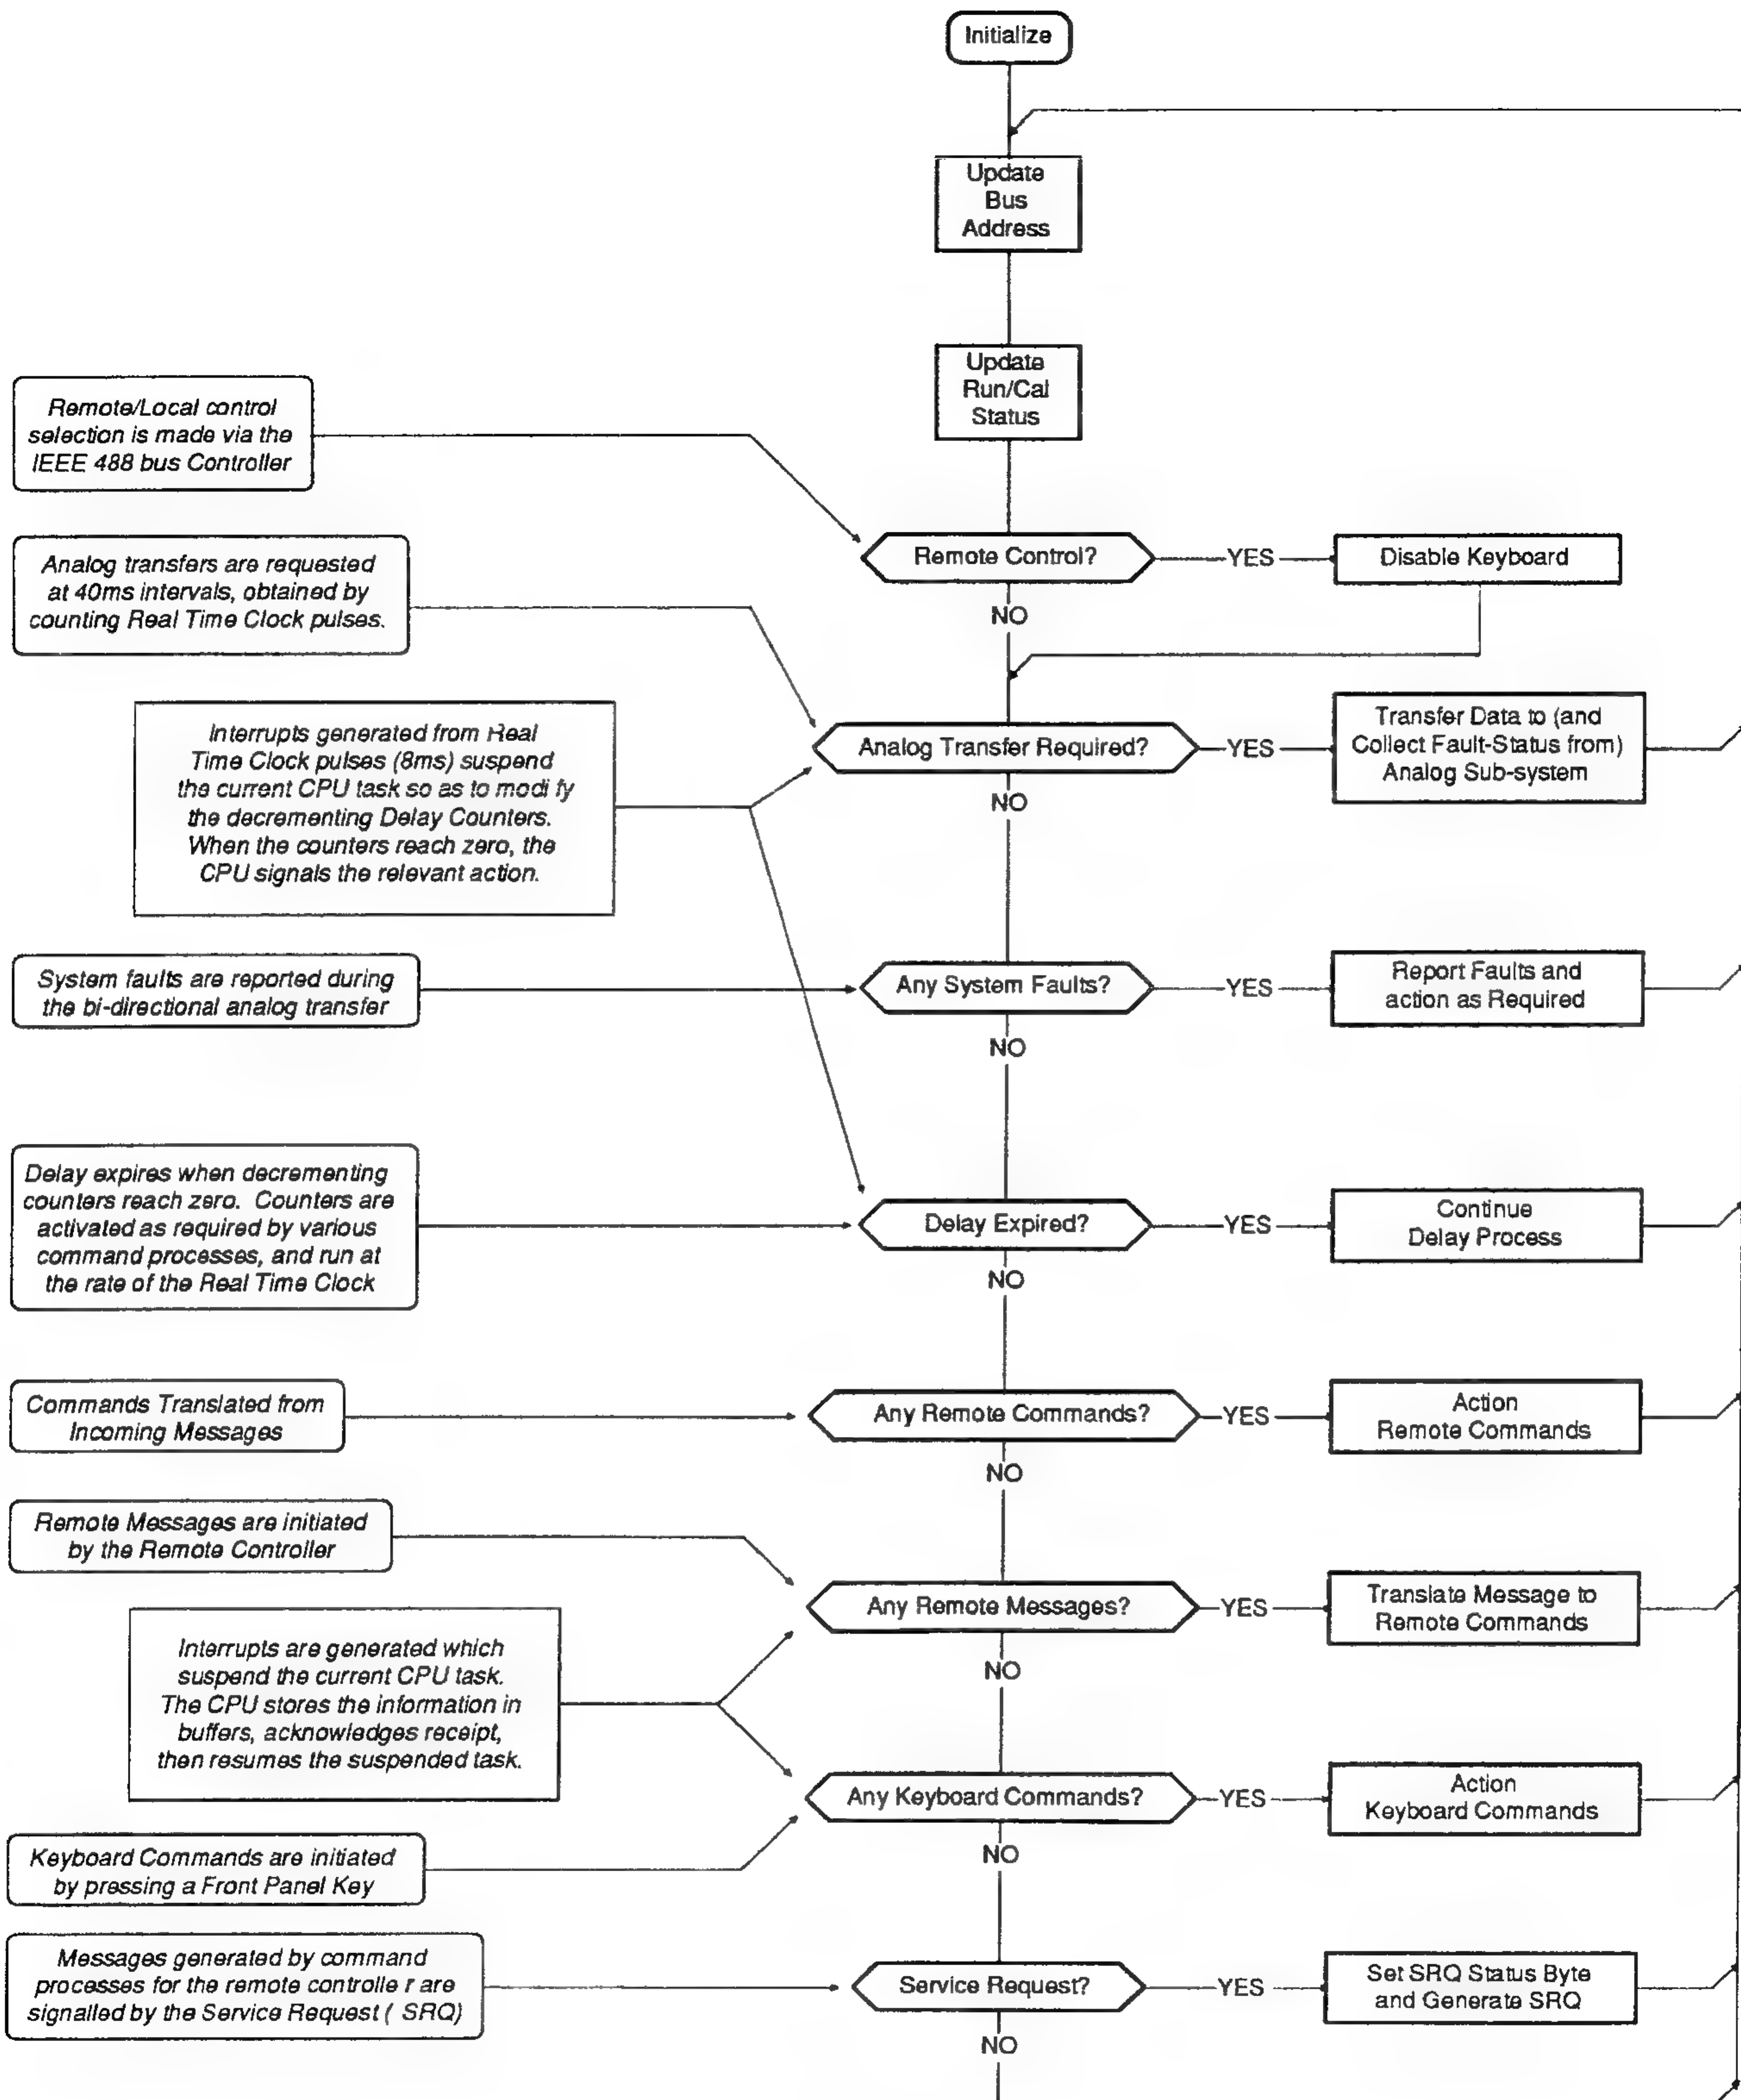 Initialize
Update
Bus
Address
Update
Run/Cal
Status
Remote/Local control
selection is made via the
IEEE 488 bus Controller
Remote Control?
YES
Disable Keyboard
NO
Analog transfers are requested
at 40ms intervals, obtained by
counting Real Time Clock pulses.
Analog Transfer Required?
YES
Transfer Data to (and
Collect Fault-Status from)
Analog Sub-system
NO
Interrupts generated from Real
Time Clock pulses (8ms) suspend
the current CPU task so as to modi fy
the decrementing Delay Counters.
When the counters reach zero, the
CPU signals the relevant action.
System faults are reported during
the bi-directional analog transfer
Any System Faults?
YES
Report Faults and
action as Required
NO
Delay expires when decrementing
counters reach zero. Counters are
activated as required by various
command processes, and run at
the rate of the Real Time Clock
Delay Expired?
YES
Continue
Delay Process
NO
Commands Translated from
Incoming Messages
Any Remote Commands?
YES
Action
Remote Commands
NO
Remote Messages are initiated
by the Remote Controller
Any Remote Messages?
YES
Translate Message to
Remote Commands
NO
Interrupts are generated which
suspend the current CPU task.
The CPU stores the information in
buffers, acknowledges receipt,
then resumes the suspended task.
Any Keyboard Commands?
YES
Action
Keyboard Commands
NO
Keyboard Commands are initiated
by pressing a Front Panel Key
Messages generated by command
processes for the remote controlle r are
signalled by the Service Request ( SRQ)
Service Request?
YES
Set SRQ Status Byte
and Generate SRQ
NO